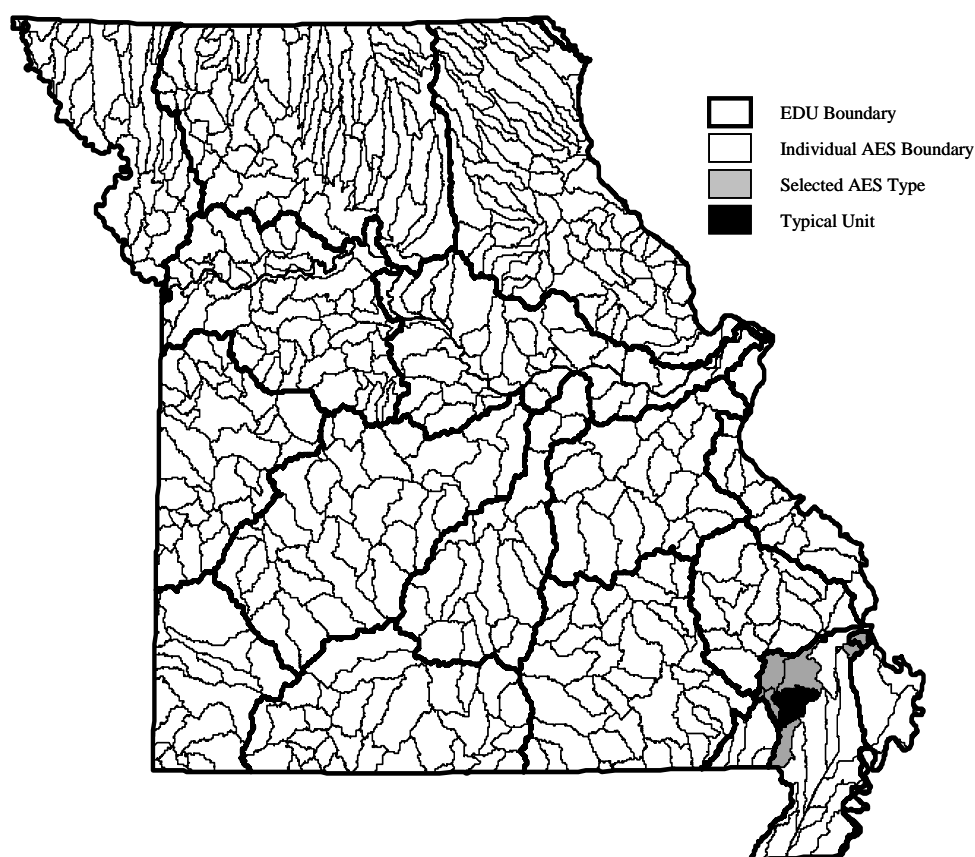 EDU Boundary
Individual AES Boundary
Selected AES Type
Typical Unit